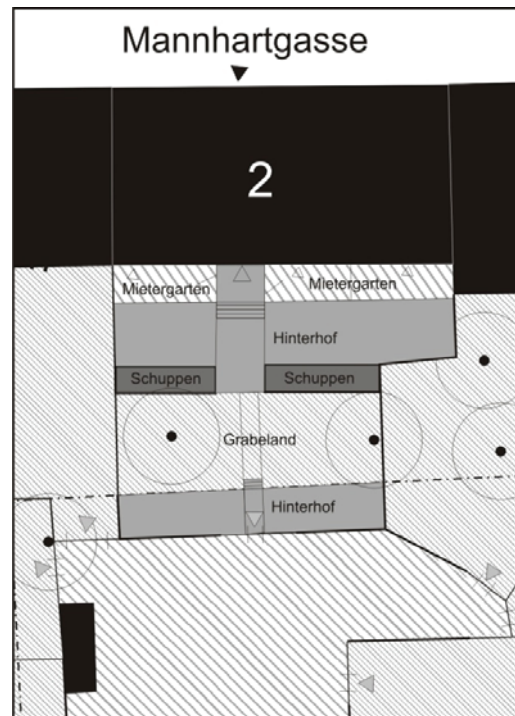 Mannhartgasse
2
Mietergarten
Mietergarten
Hinterhof
Schuppen
Schuppen
Grabeland
Hinterhof